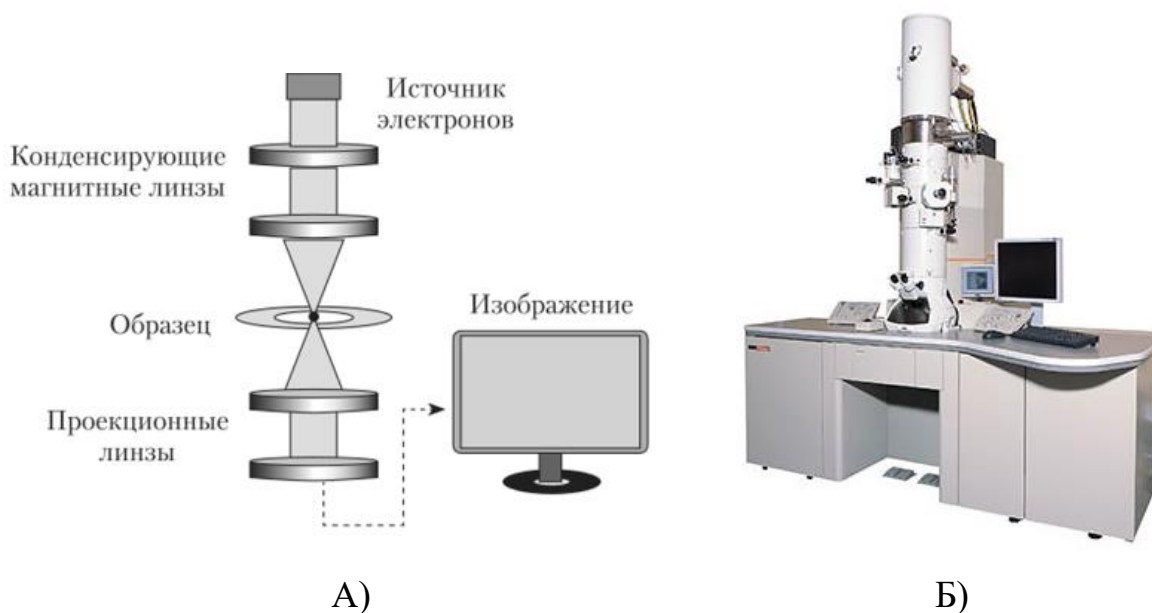 Источник
электронов
Конденсирующие
магнитные линзы
Образец
Изображение
Проекционные
линзы
А)
Б)